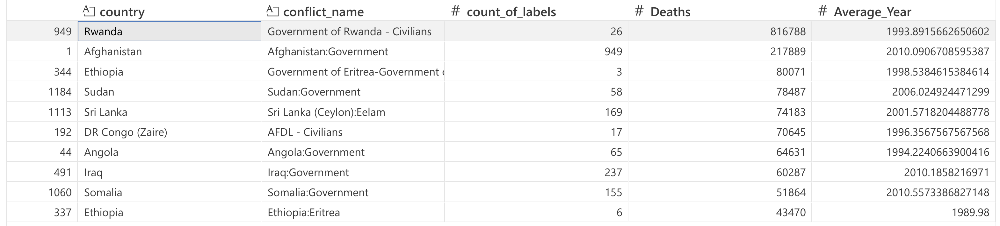 country conflict_name # count_of_labels # Deaths # Average_Year
949 Rwanda Government of Rwanda - Civilians 26 816788 1993.8915662650602
1 Afghanistan Afghanistan:Government 949 217889 2010.0906708595387
344 Ethiopia Government of Eritrea-Government 3 80071 1998.5384615384614
1184 Sudan Sudan:Government 58 78487 2006.024924471299
1113 Sri Lanka Sri Lanka (Ceylon):Eelam 169 74183 2001.5718204488778
192 DR Congo (Zaire) AFDL - Civilians 17 70645 1996.3567567567568
44 Angola Angola:Government 65 64631 1994.2240663900416
491 Iraq Iraq:Government 237 60287 2010.1858216971
1060 Somalia Somalia:Government 155 51864 2010.5573386827148
337 Ethiopia Ethiopia:Eritrea 6 43470 1989.98